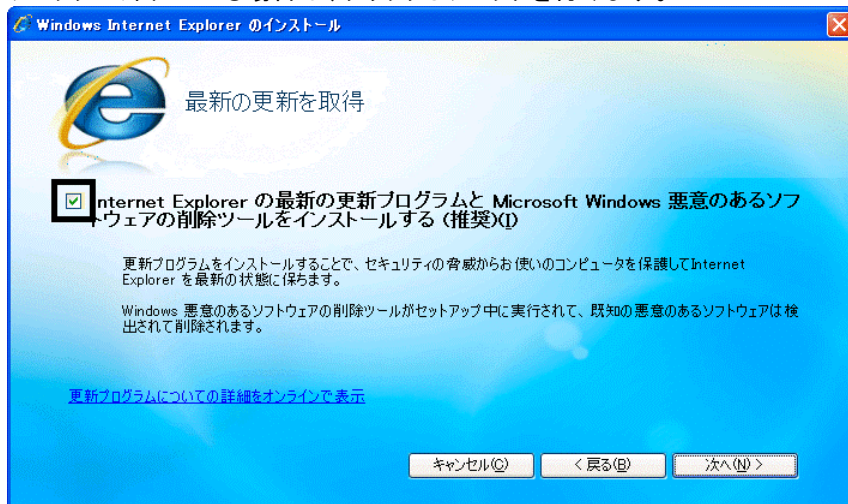 Windows Internet Explorer のインストール
最新の更新を取得
nternet Explorer の最新の更新プログラムと Microsoft Windows 悪意のあるソフ
トウェアの削除ツールをインストールする (推奨)(I)
更新プログラムをインストールすることで、セキュリティの脅威からお使いのコンピュータを保護してInternet
Explorer を最新の状態に保ちます。
Windows 悪意のあるソフトウェアの削除ツールがセットアップ中に実行されて、既知の悪意のあるソフトウェアは検
出されて削除されます。
更新プログラムについての詳細をオンラインで表示
キャンセル(C)
< 戻る(B)
次へ(N) >